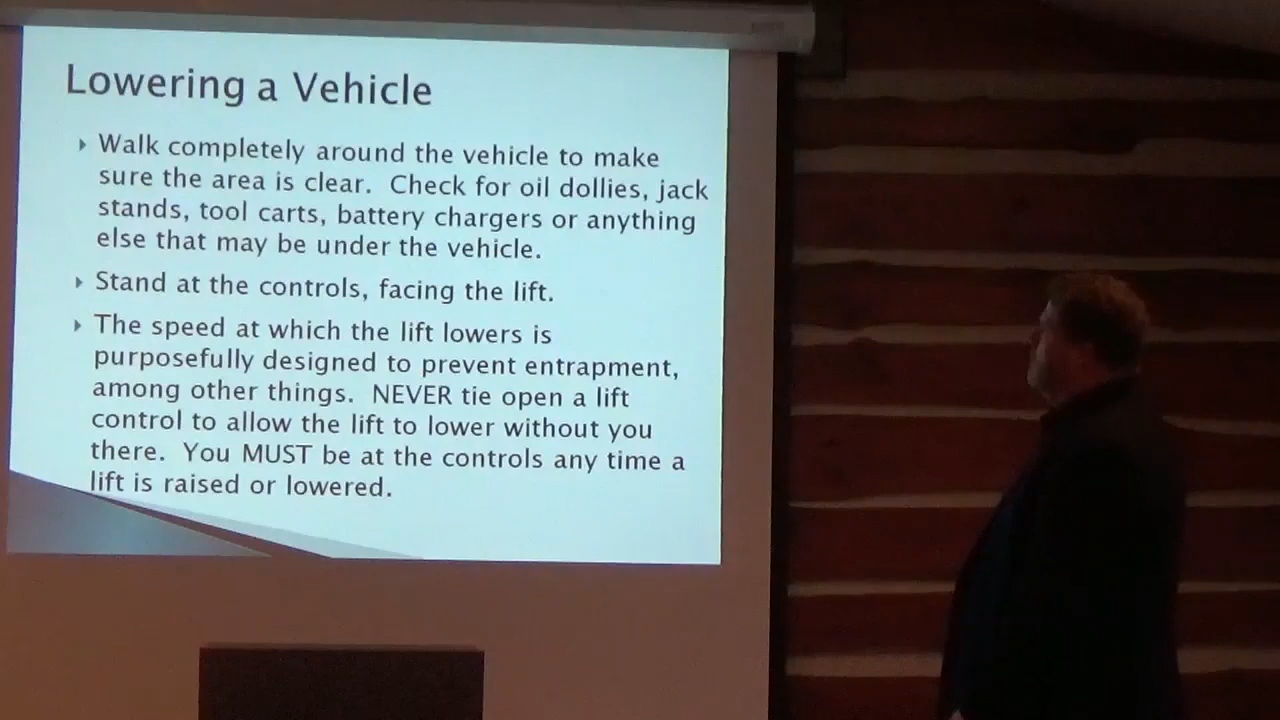 Lowering a Vehicle
Walk completely around the vehicle to make
sure the area is clear. Check for oil dollies, jack
stands, tool carts, battery chargers or anything
else that may be under the vehicle.
Stand at the controls, facing the lift.
The speed at which the lift lowers is
purposefully designed to prevent entrapment,
among other things. NEVER tie open a lift
control to allow the lift to lower without you
there. You MUST be at the controls any time a
lift is raised or lowered.